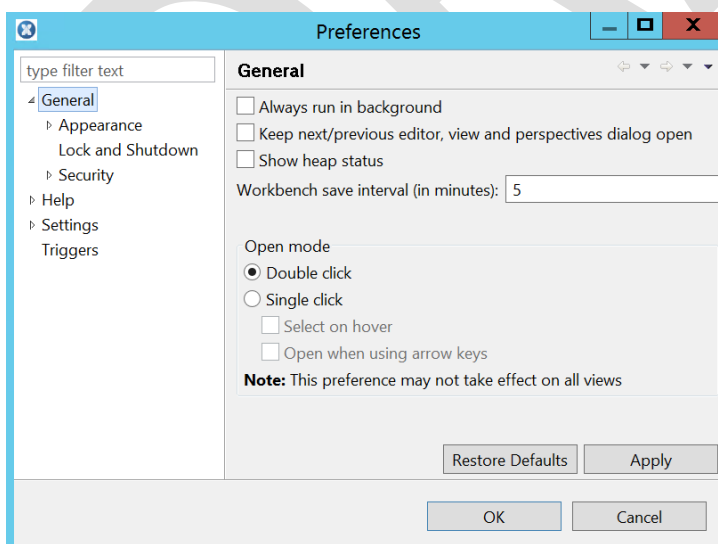 Preferences
type filter text
General
Appearance
Lock and Shutdown
Security
Help
Settings
Triggers
General
Always run in background
Keep next/previous editor, view and perspectives dialog open
Show heap status
Workbench save interval (in minutes): 5
Open mode
Double click
Single click
Select on hover
Open when using arrow keys
Note: This preference may not take effect on all views
Restore Defaults Apply
OK Cancel